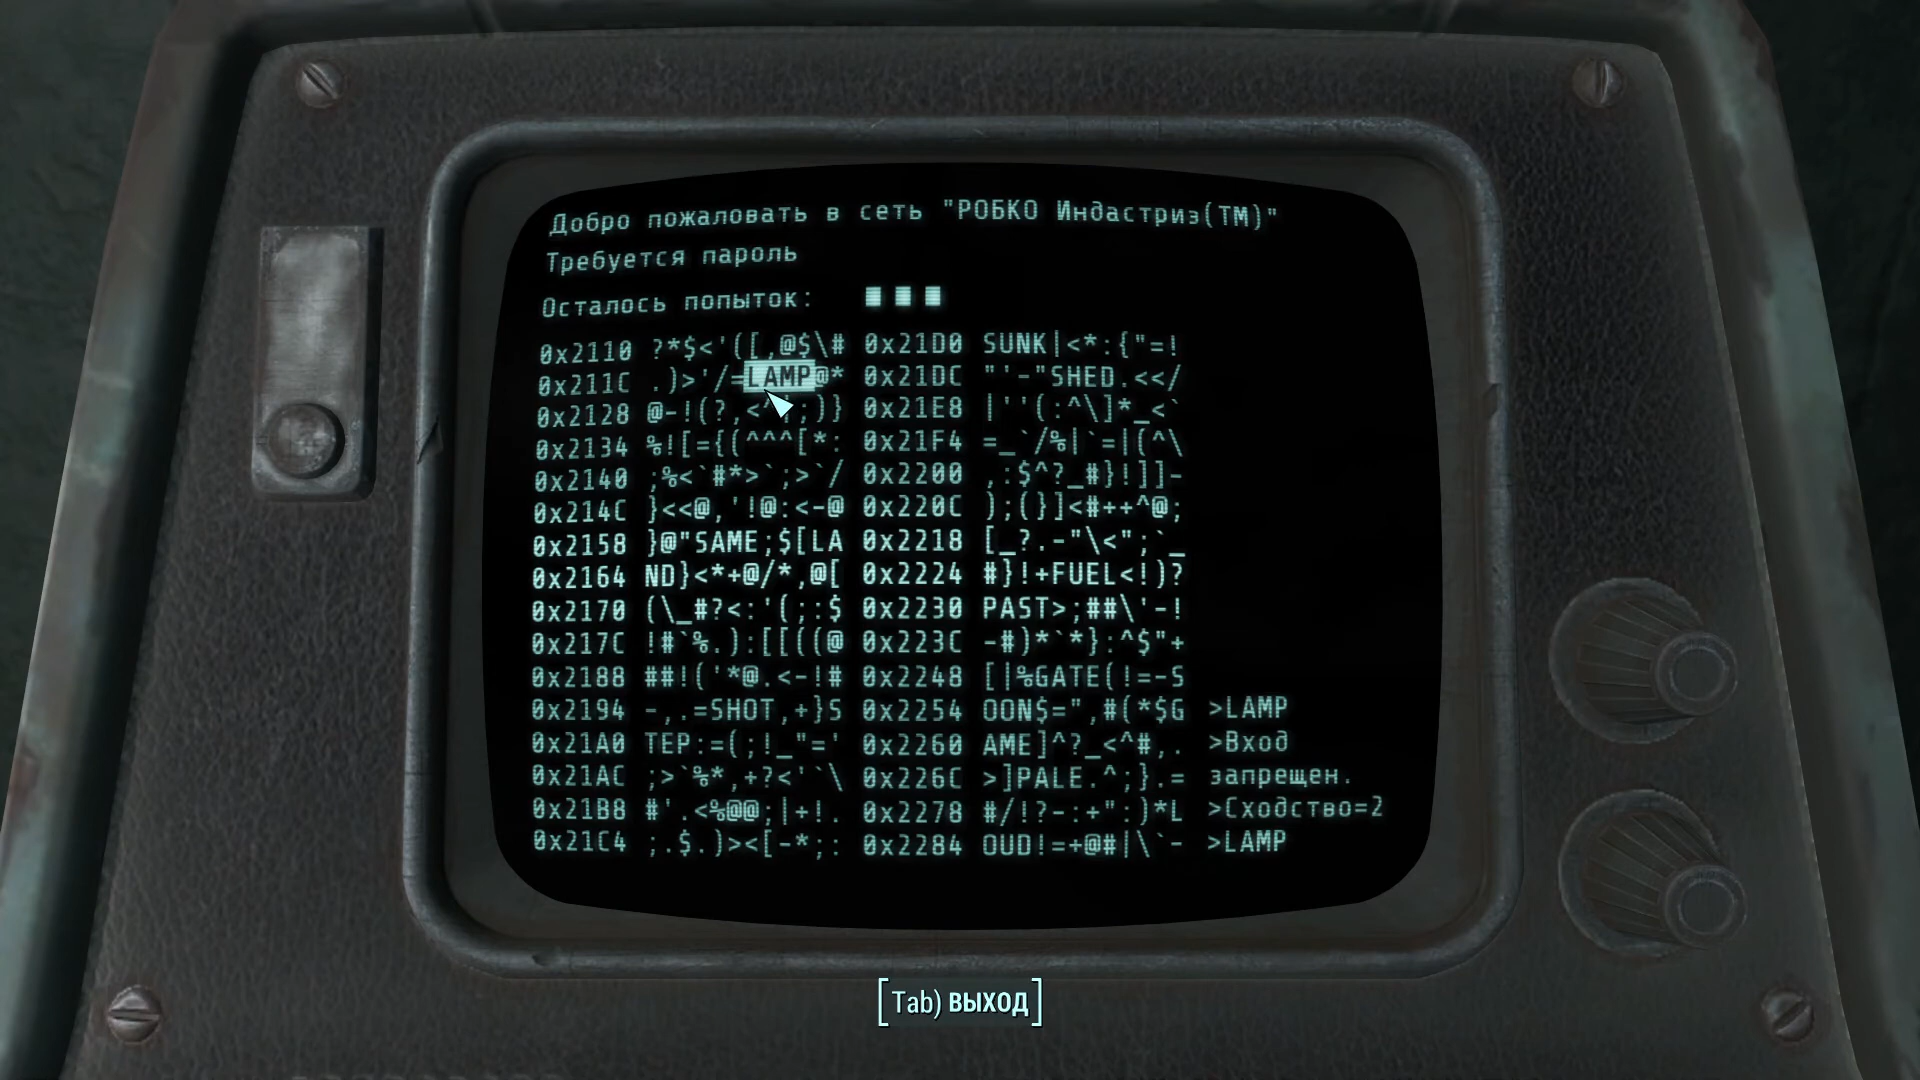 Добро пожаловать в сеть "РОБКО Индастриз(ТМ)"
Требуется пароль
Осталось попыток: ■ ■ ■
0x2110 ?*$<'([,@$\# 0x21D0 SUNK|<*:{"=!
0x211C .)>'/=LAMP@* 0x21DC "'-"SHED.<</
0x2128 @-!(?,<^!;)} 0x21E8 |''(:^\]*_<`
0x2134 %![={(^^^[*: 0x21F4 =_`/%|`=|(^\
0x2140 ;%<`#*>`;>`/ 0x2200 ,:$^?_#}!]]-
0x214C }<<@,'!@:<-@ 0x220C );(}]<#++^@;
0x2158 }@"SAME;$[LA 0x2218 [_?.-"\<";`_
0x2164 ND}<*+@/*,@[ 0x2224 #}!+FUEL<!)?
0x2170 (\_#?<:'(;:$ 0x2230 PAST>;##\'-!
0x217C !#`%.):[[((@ 0x223C -#)*`*}:^$"+
0x2188 ##!('*@.<-!# 0x2248 [|%GATE(!=-S
0x2194 -,.=SHOT,+}S 0x2254 OON$=",#(*$G >LAMP
0x21A0 TEP:=(;!_"=' 0x2260 AME]^?_<^#,. >Вход
0x21AC ;>`%*,+?<'`\ 0x226C >]PALE.^;}.= запрещен.
0x21B8 #'.<%@@;|+!. 0x2278 #/!?-:+":)*L >Сходство=2
0x21C4 ;.$.)><[-*;: 0x2284 OUD!=+@#|\`- >LAMP
[Tab) ВЫХОД]